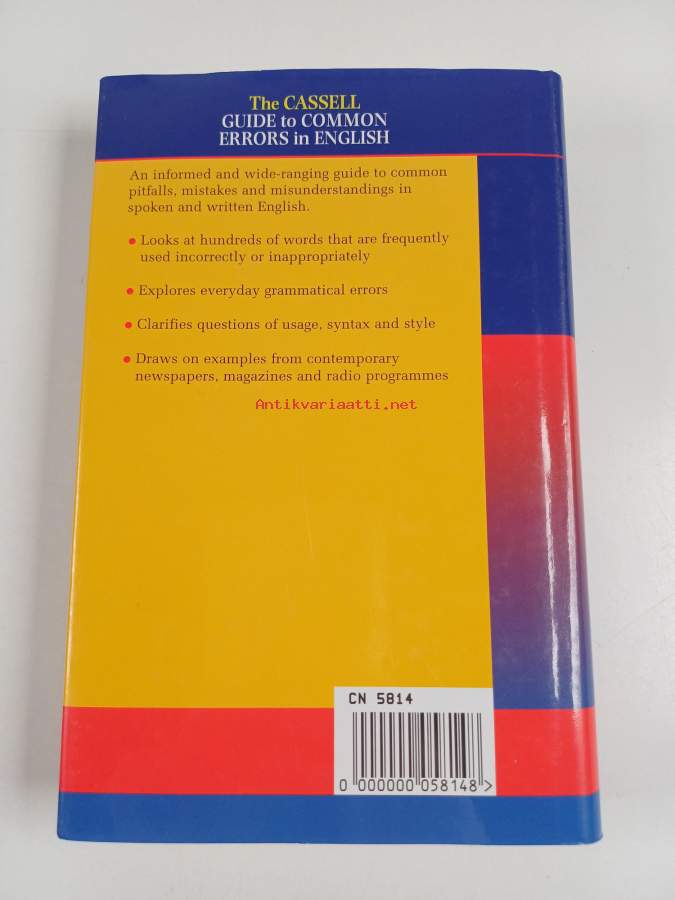 The CASSELL
GUIDE to COMMON
ERRORS in ENGLISH
An informed and wide-ranging guide to common
pitfalls, mistakes and misunderstandings in
spoken and written English.
• Looks at hundreds of words that are frequently
used incorrectly or inappropriately
• Explores everyday grammatical errors
• Clarifies questions of usage, syntax and style
• Draws on examples from contemporary
newspapers, magazines and radio programmes
Antikvariaatti.net
CN 5814
0 000000 058148 >